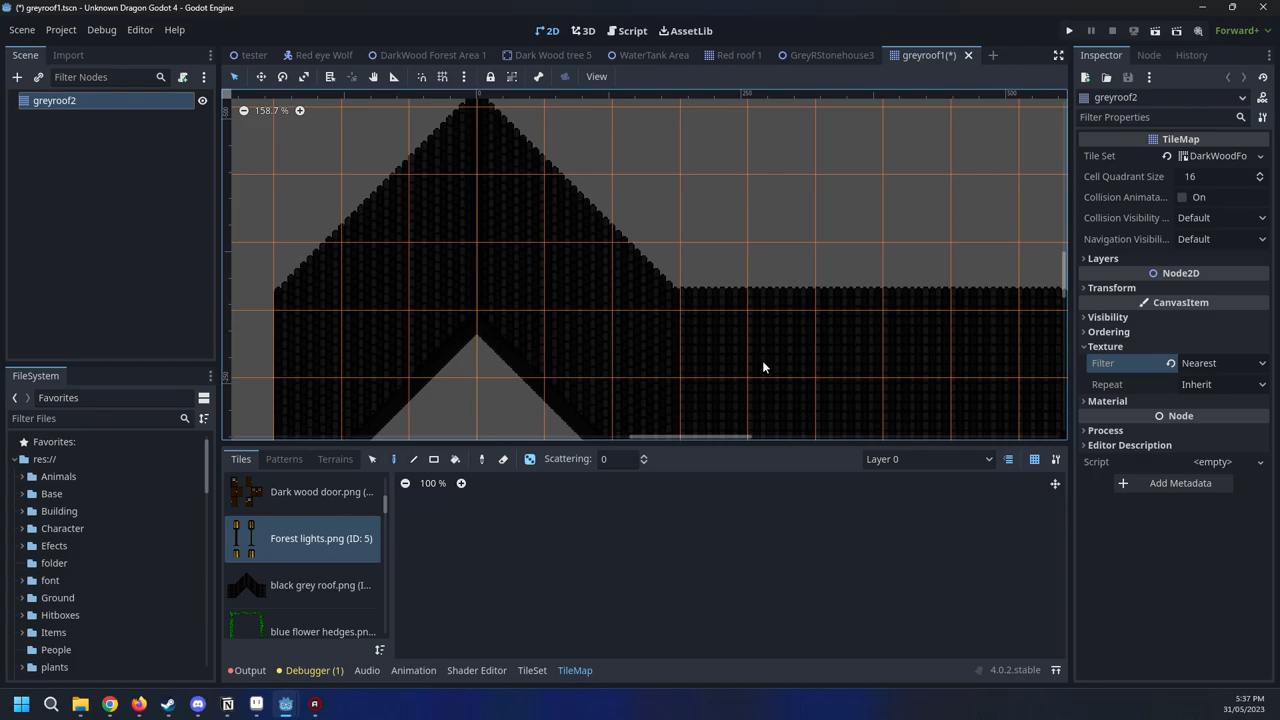 (*) greyroof1.tscn - Unknown Dragon Godot 4 - Godot Engine
Scene Project Debug Editor Help
2D 3D Script AssetLib
Forward+
Scene Import
tester Red eye Wolf DarkWood Forest Area 1 Dark Wood tree 5 WaterTank Area Red roof 1 GreyRStonehouse3 greyroof1(*)
Inspector Node History
Filter Nodes
View
greyroof2
158.7 %
0 250 500
greyroof2
Filter Properties
TileMap
Tile Set DarkWoodFo
Cell Quadrant Size 16
Collision Animata... On
Collision Visibility ... Default
Navigation Visibili... Default
Layers
Node2D
Transform
CanvasItem
Visibility
Ordering
Texture
Filter Nearest
Repeat Inherit
Material
Node
Process
Editor Description
Script <empty>
Add Metadata
FileSystem
Favorites
Filter Files
Favorites:
res://
Animals
Base
Building
Character
Efects
folder
font
Ground
Hitboxes
Items
People
plants
Tiles Patterns Terrains Scattering: 0 Layer 0
100 %
Dark wood door.png (...
Forest lights.png (ID: 5)
black grey roof.png (I...
blue flower hedges.pn...
Output Debugger (1) Audio Animation Shader Editor TileSet TileMap
4.0.2.stable
5:37 PM
31/05/2023